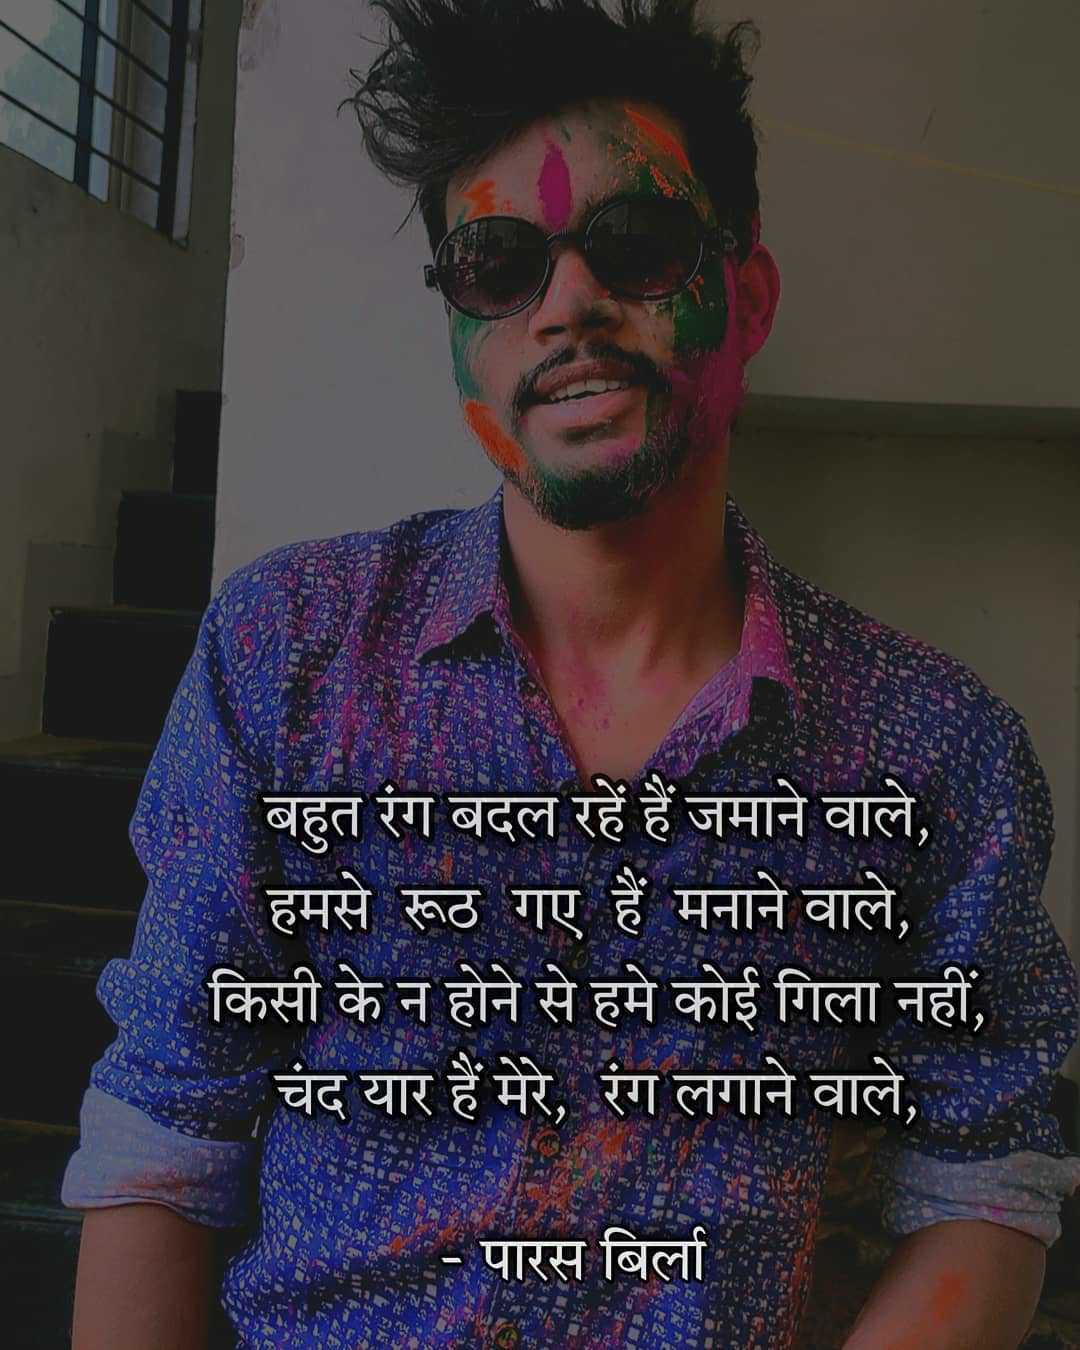 बहुत रंग बदल रहें हैं जमाने वाले,
हमसे रूठ गए हैं मनाने वाले,
किसी के न होने से हमे कोई गिला नहीं,
चंद यार हैं मेरे, रंग लगाने वाले,
- पारस बिर्ला